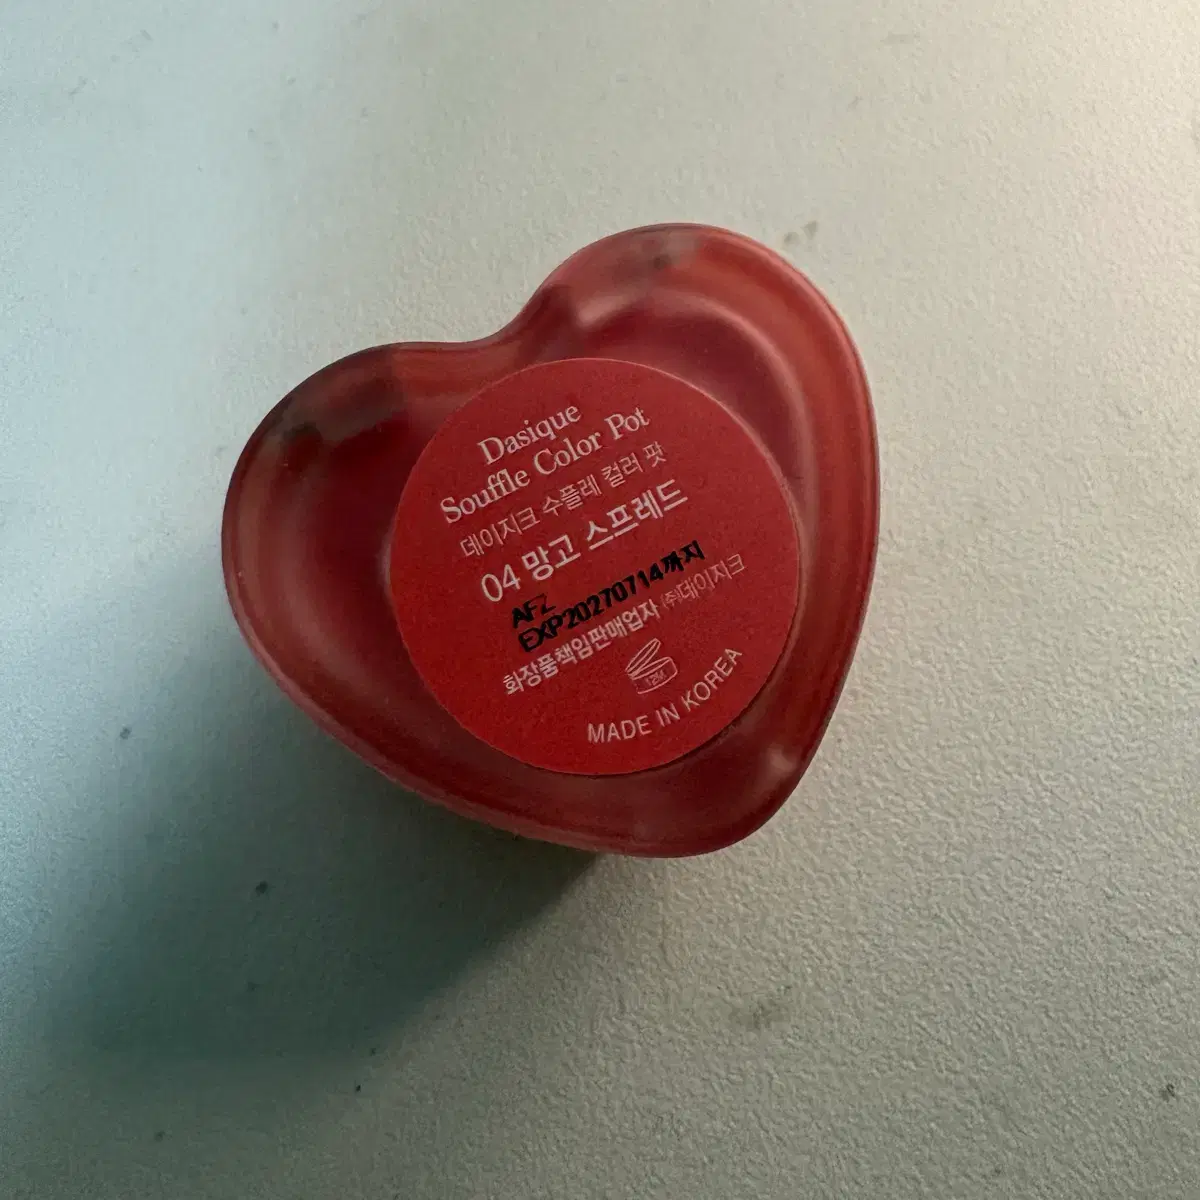 Dasique
Souffle Color Pot
데이지크 수플레 컬러 팟
04 망고 스프레드
AFZ
EXP20270714까지
화장품책임판매업자 ㈜데이지크
12M
MADE IN KOREA